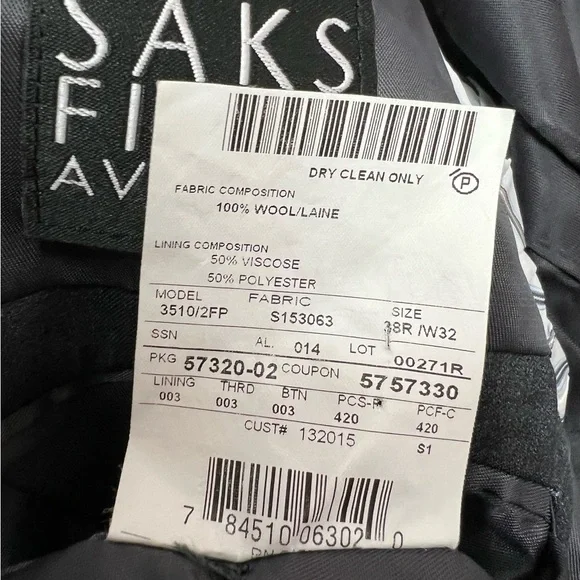 SAKS
FI
AV
DRY CLEAN ONLY P
FABRIC COMPOSITION
100% WOOL/LAINE
LINING COMPOSITION
50% VISCOSE
50% POLYESTER
MODEL FABRIC SIZE
3510/2FP S153063 38R /W32
SSN AL. 014 LOT 00271R
PKG 57320-02 COUPON 5757330
LINING THRD BTN PCS-P PCF-C
003 003 003 420 420
CUST# 132015 S1
7 84510 06302 0